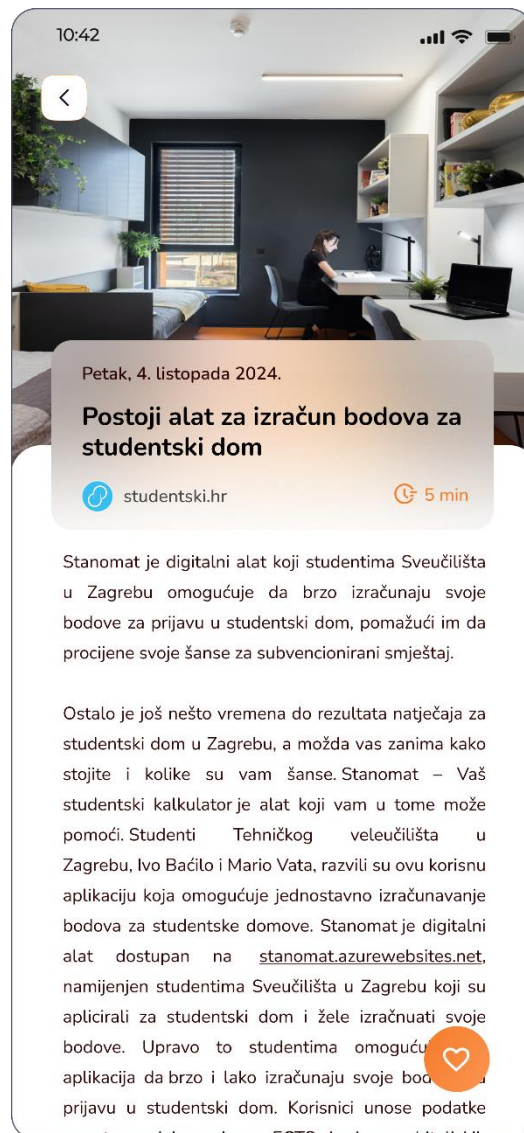 10:42
Petak, 4. listopada 2024.
Postoji alat za izračun bodova za
studentski dom
studentski.hr
5 min
Stanomat je digitalni alat koji studentima Sveučilišta
u Zagrebu omogućuje da brzo izračunaju svoje
bodove za prijavu u studentski dom, pomažući im da
procijene svoje šanse za subvencionirani smještaj.
Ostalo je još nešto vremena do rezultata natječaja za
studentski dom u Zagrebu, a možda vas zanima kako
stojite i kolike su vam šanse. Stanomat – Vaš
studentski kalkulator je alat koji vam u tome može
pomoći. Studenti Tehničkog veleučilišta u
Zagrebu, Ivo Baćilo i Mario Vata, razvili su ovu korisnu
aplikaciju koja omogućuje jednostavno izračunavanje
bodova za studentske domove. Stanomat je digitalni
alat dostupan na stanomat.azurewebsites.net,
namijenjen studentima Sveučilišta u Zagrebu koji su
aplicirali za studentski dom i žele izračnuati svoje
bodove. Upravo to studentima
aplikacija da brzo i lako izračunaju svoje
prijavu u studentski dom. Korisnici unose podatke